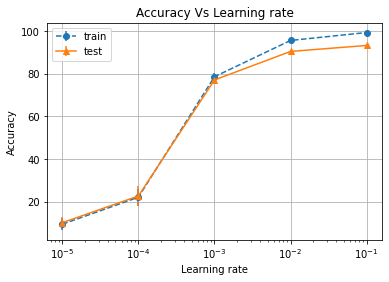 Accuracy Vs Learning rate
train
test
100
80
60
40
20
Accuracy
10⁻⁵ 10⁻⁴ 10⁻³ 10⁻² 10⁻¹
Learning rate